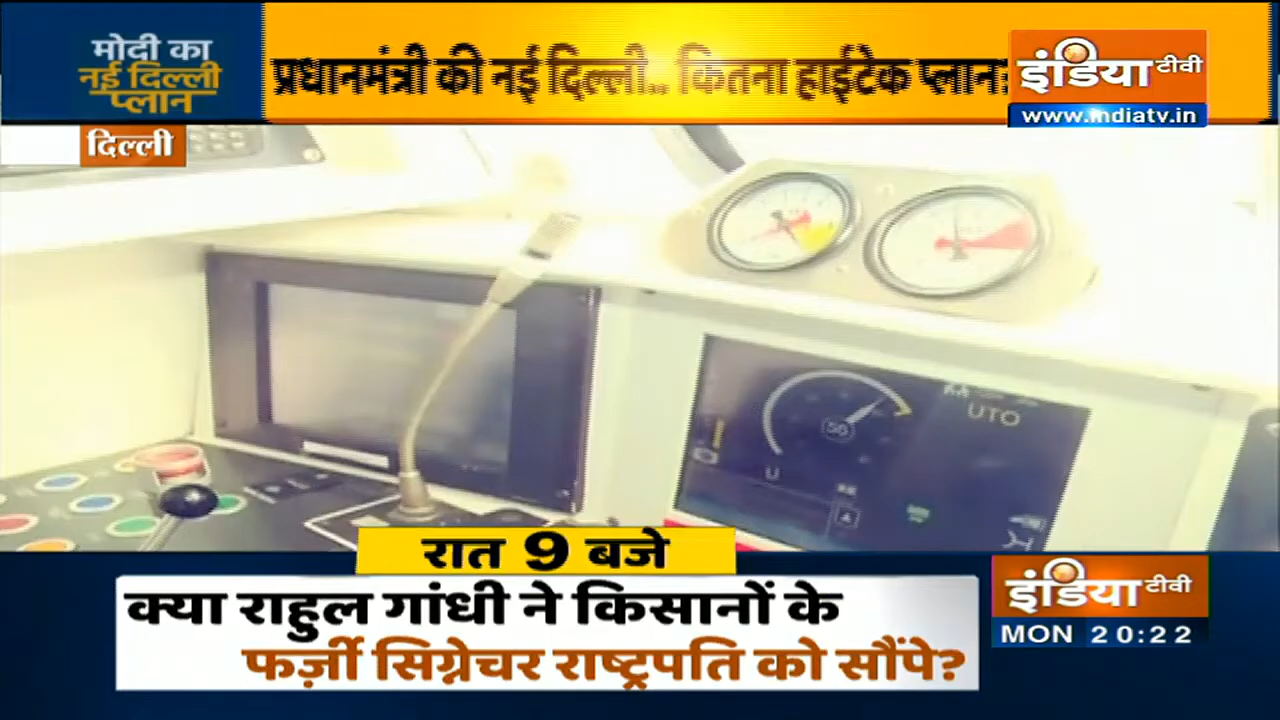 मोदी का
नई दिल्ली
प्लान
प्रधानमंत्री की नई दिल्ली.. कितना हाईटेक प्लान
इंडिया टीवी
www.indiatv.in
दिल्ली
UTO
50
रात 9 बजे
क्या राहुल गांधी ने किसानों के
फर्ज़ी सिग्नेचर राष्ट्रपति को सौंपे?
इंडिया टीवी
MON 20:22